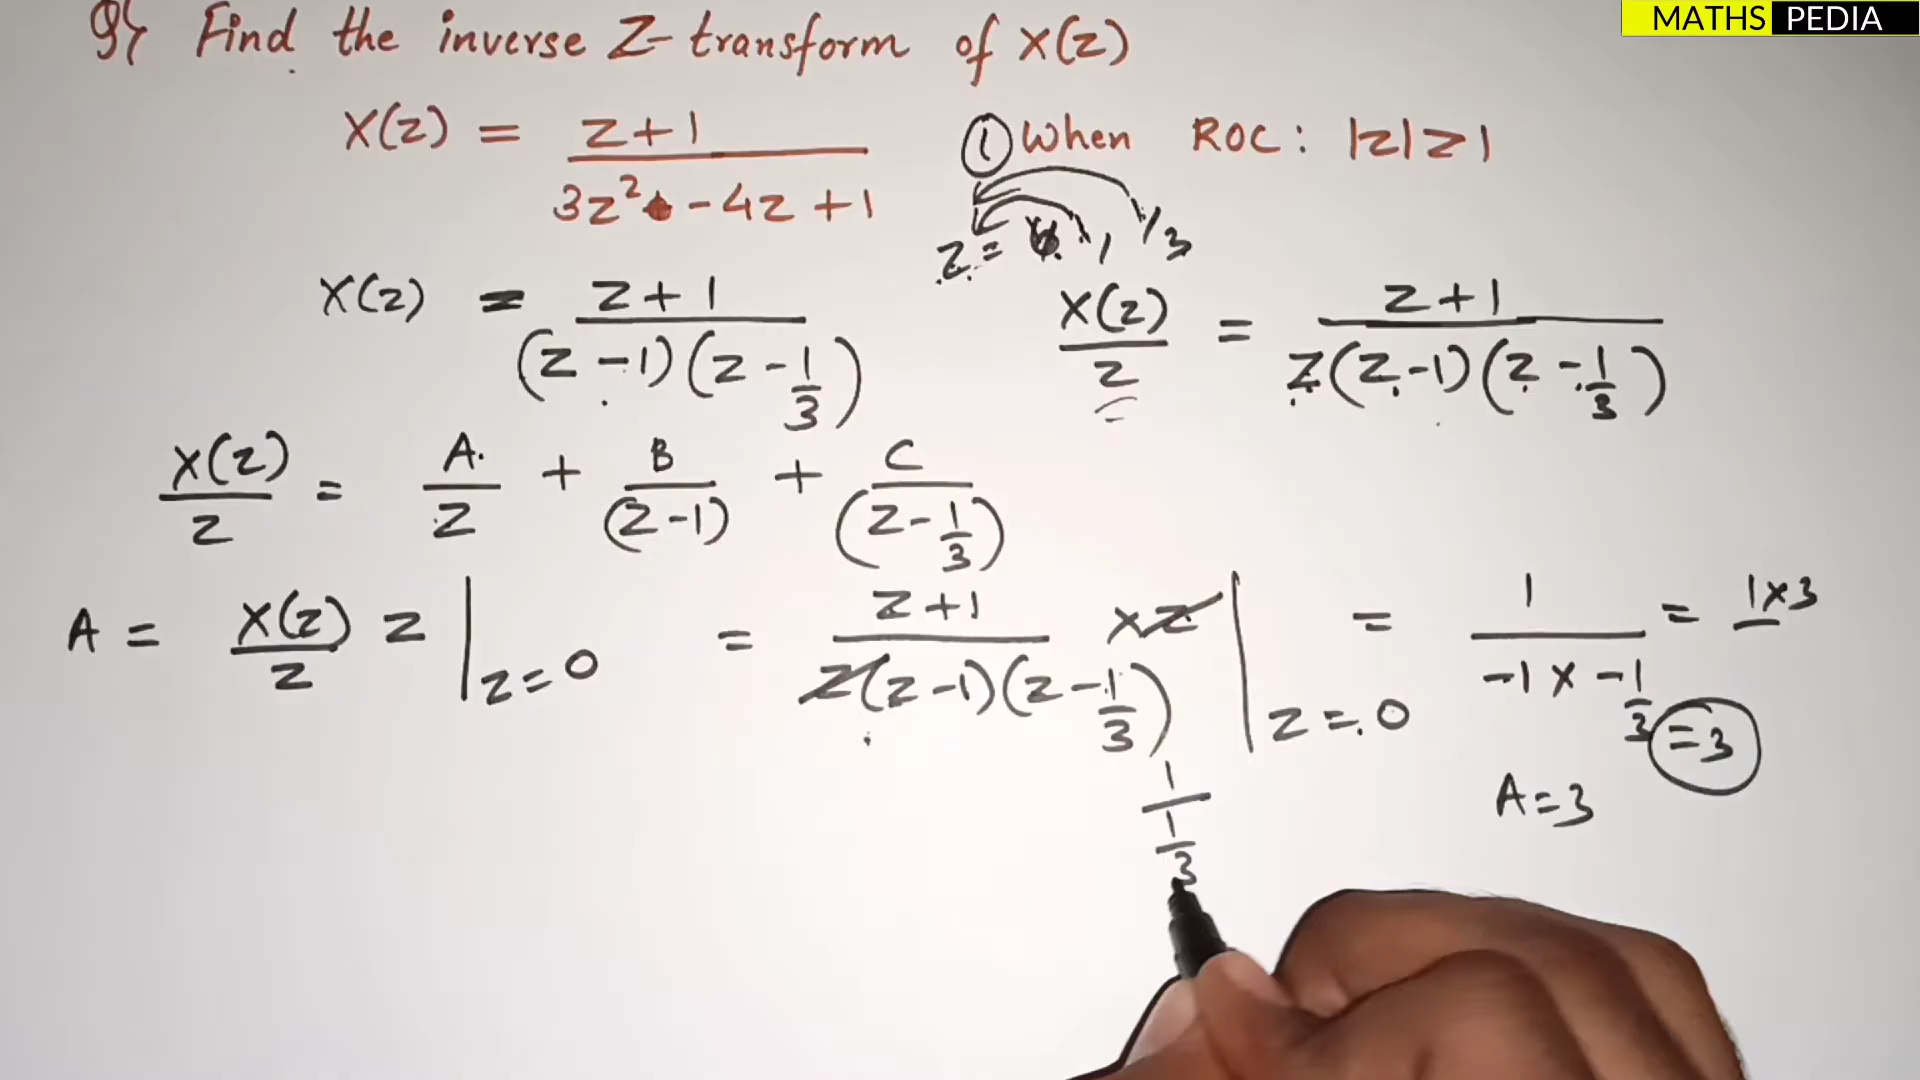 MATHS PEDIA
Q} Find the inverse Z-transform of X(z)
X(z) = z+1 / 3z² - 4z + 1 ① When ROC: |z|>1
z = 1, 1/3
X(z) = z+1 / (z-1)(z-1/3) X(z)/z = z+1 / z(z-1)(z-1/3)
X(z)/z = A/z + B/(z-1) + C/(z-1/3)
A = X(z)/z z | z=0 = z+1 / z(z-1)(z-1/3) ×z | z=0 = 1 / -1 × -1/3 = 1×3
= 3
A = 3
1 / 1/3